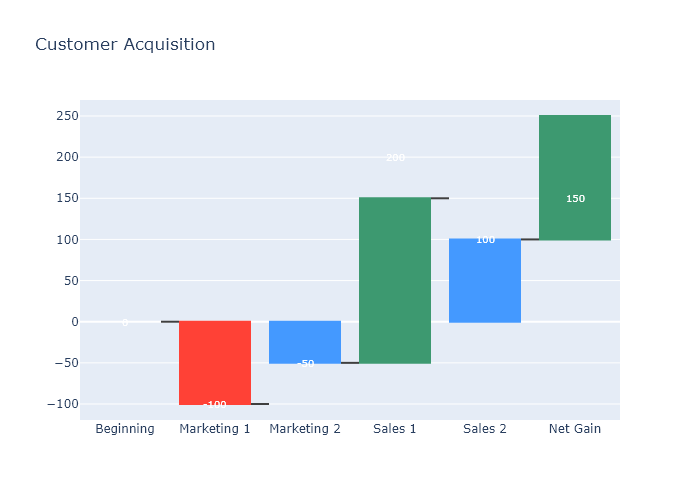 Customer Acquisition
250
200
150
100
50
0
−50
−100
0
-100
-50
200
100
150
Beginning
Marketing 1
Marketing 2
Sales 1
Sales 2
Net Gain